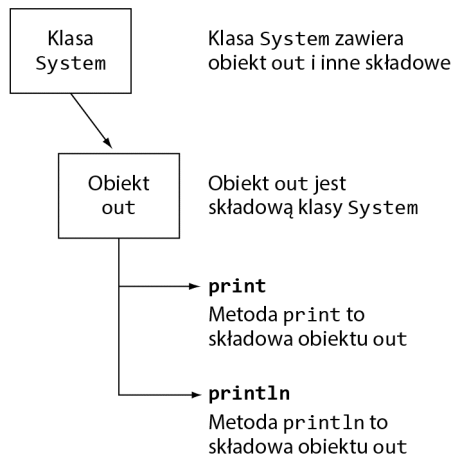 Klasa
System
Klasa System zawiera
obiekt out i inne składowe
Obiekt
out
Obiekt out jest
składową klasy System
print
Metoda print to
składowa obiektu out
println
Metoda println to
składowa obiektu out